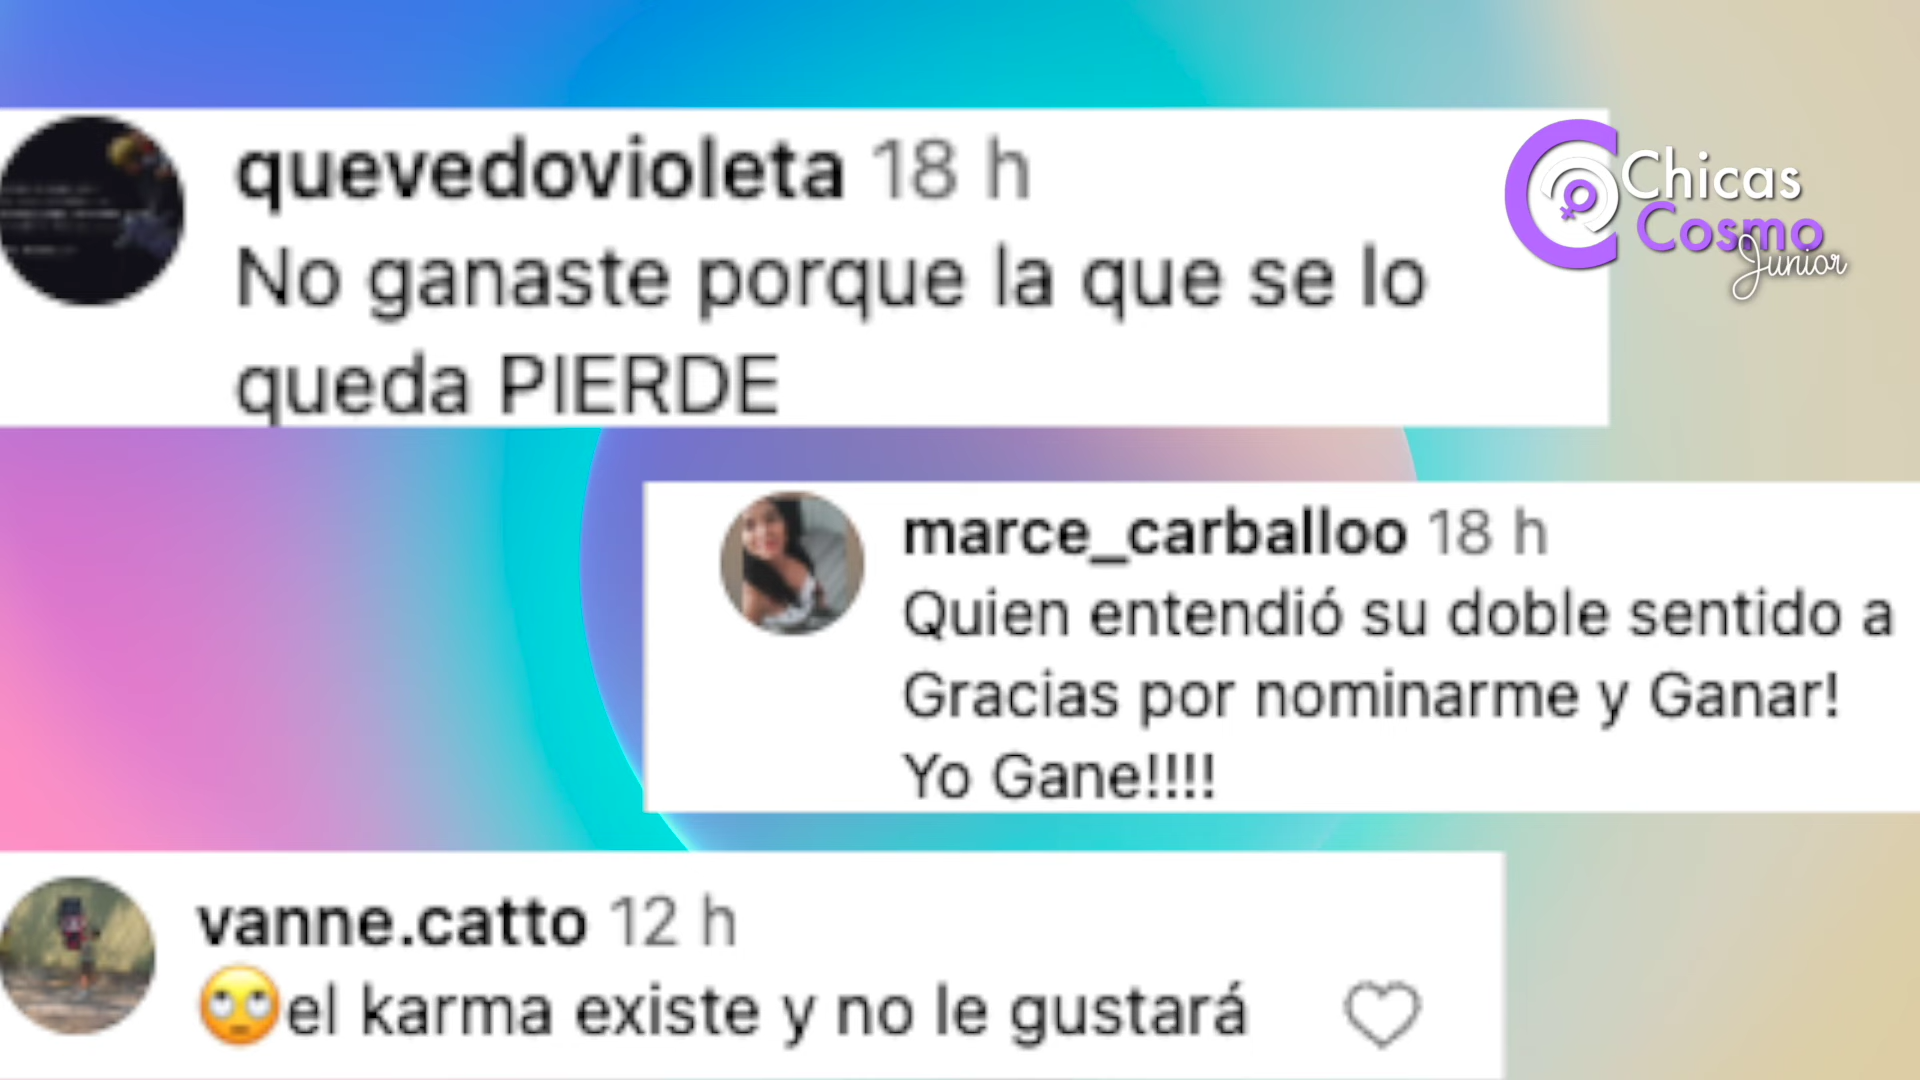 quevedovioleta 18 h
No ganaste porque la que se lo
queda PIERDE
Chicas
Cosmo
Junior
marce_carballoo 18 h
Quien entendió su doble sentido a
Gracias por nominarme y Ganar!
Yo Gane!!!!
vanne.catto 12 h
🙄el karma existe y no le gustará